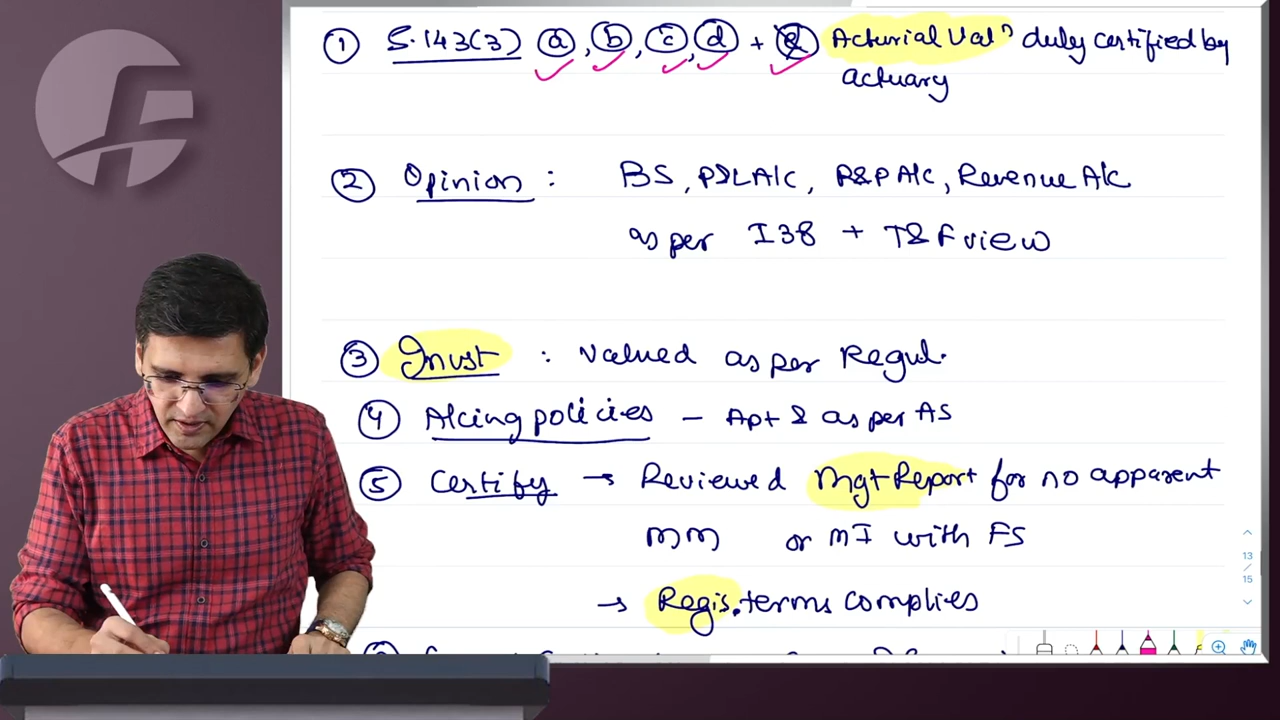 ① S.143(3) ⓐ, ⓑ, ⓒ, ⓓ + ⓔ Acturial Valⁿ duly certified by
actuary
② Opinion : BS, P&L A/c, R&P A/c, Revenue A/c
as per I38 + T&F view
③ Invst : Valued as per Regul.
④ A/cing policies – Apt & as per AS
⑤ Certify → Reviewed Mgt Report for no apparent
MM or MI with FS
→ Regis. terms complies
13
15